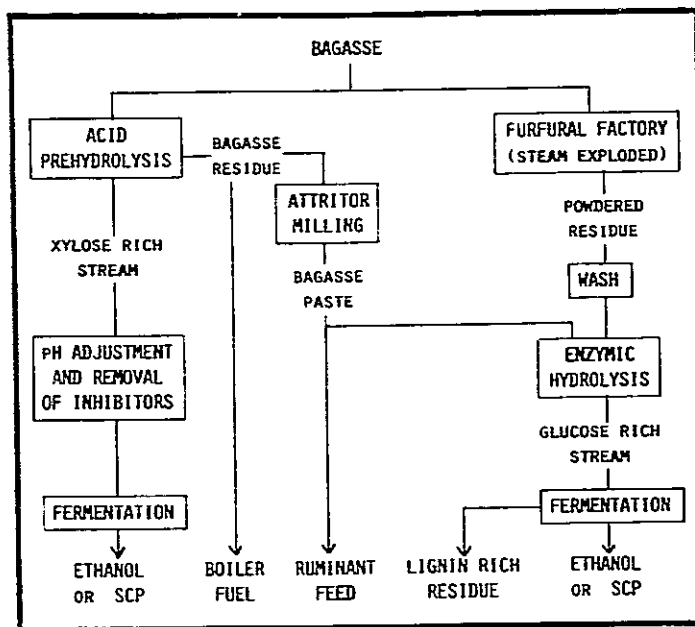 BAGASSE
ACID
PREHYDROLYSIS
BAGASSE
RESIDUE
FURFURAL FACTORY
(STEAM EXPLODED)
ATTRITOR
MILLING
POWDERED
RESIDUE
XYLOSE RICH
STREAM
BAGASSE
PASTE
WASH
PH ADJUSTMENT
AND REMOVAL
OF INHIBITORS
ENZYMIC
HYDROLYSIS
GLUCOSE RICH
STREAM
FERMENTATION
FERMENTATION
ETHANOL
OR SCP
BOILER
FUEL
RUMINANT
FEED
LIGNIN RICH
RESIDUE
ETHANOL
OR SCP